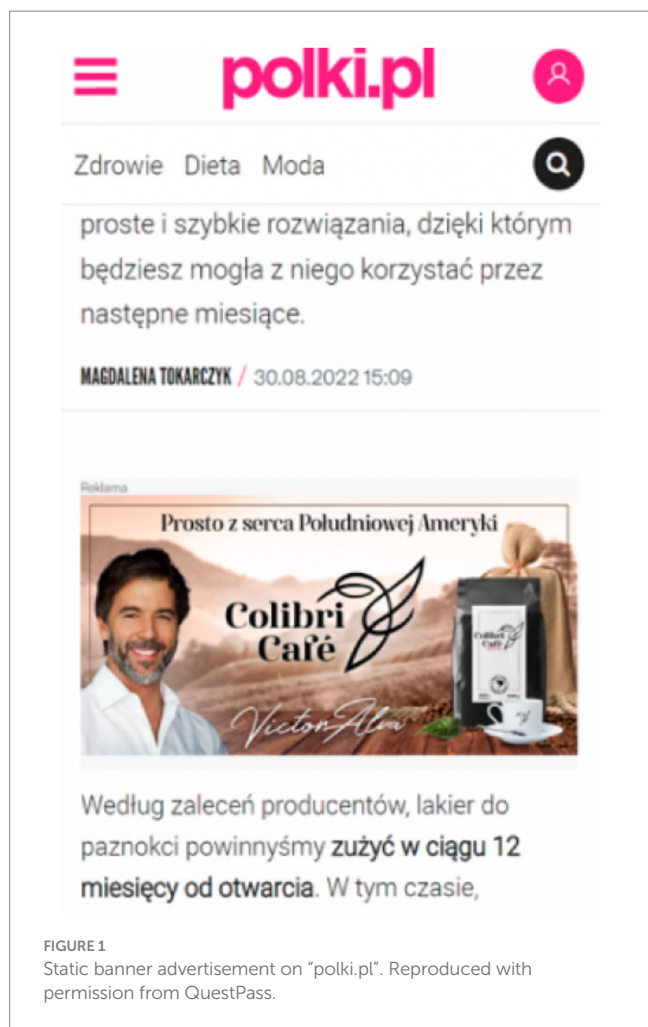 polki.pl
Zdrowie Dieta Moda
proste i szybkie rozwiązania, dzięki którym
będziesz mogła z niego korzystać przez
następne miesiące.
MAGDALENA TOKARCZYK / 30.08.2022 15:09
Reklama
Prosto z serca Południowej Ameryki
Colibri
Café
Victor Alva
Colibri
Café
Według zaleceń producentów, lakier do
paznokci powinnyśmy zużyć w ciągu 12
miesięcy od otwarcia. W tym czasie,
FIGURE 1
Static banner advertisement on “polki.pl”. Reproduced with
permission from QuestPass.